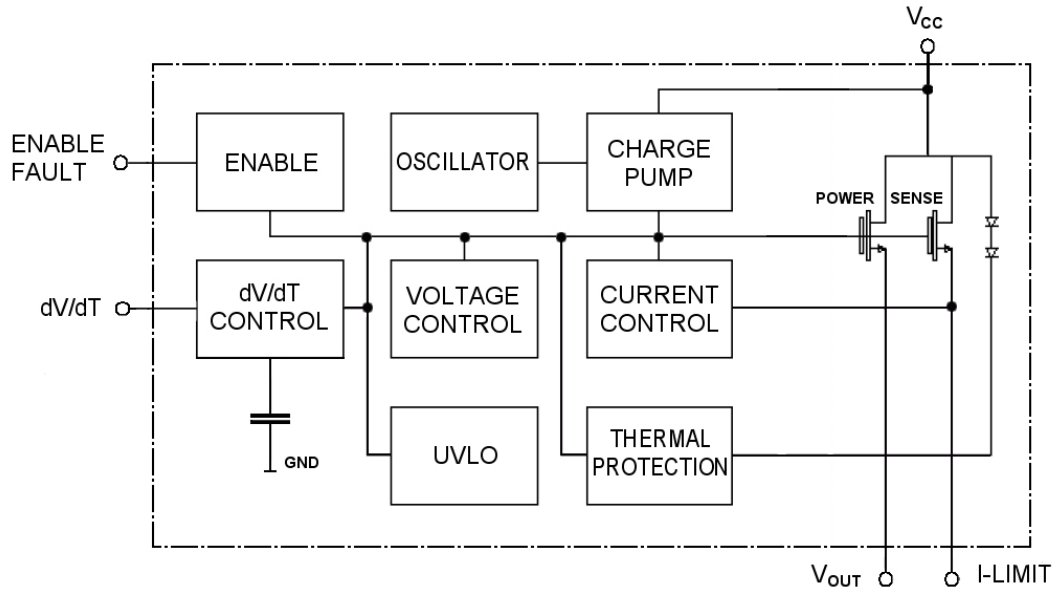 VCC
ENABLE
FAULT
ENABLE
OSCILLATOR
CHARGE
PUMP
POWER
SENSE
dV/dT
dV/dT
CONTROL
VOLTAGE
CONTROL
CURRENT
CONTROL
GND
UVLO
THERMAL
PROTECTION
VOUT
I-LIMIT